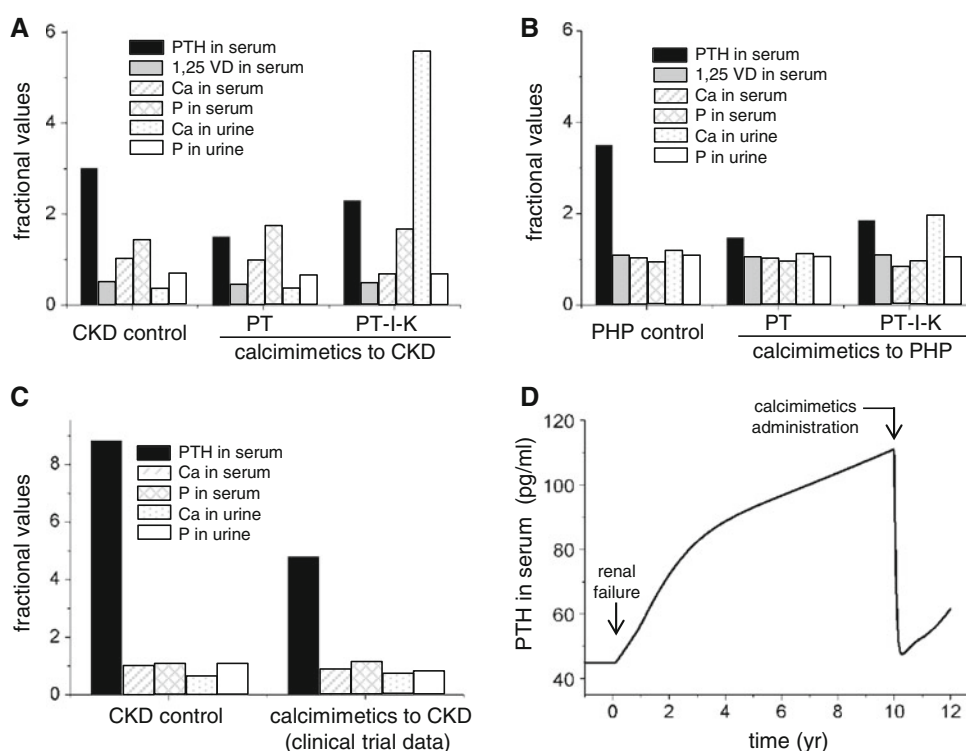 A
6
4
2
0
fractional values
PTH in serum
1,25 VD in serum
Ca in serum
P in serum
Ca in urine
P in urine
CKD control
PT
PT-I-K
calcimimetics to CKD
B
6
4
2
0
fractional values
PTH in serum
1,25 VD in serum
Ca in serum
P in serum
Ca in urine
P in urine
PHP control
PT
PT-I-K
calcimimetics to PHP
C
8
6
4
2
0
fractional values
PTH in serum
Ca in serum
P in serum
Ca in urine
P in urine
CKD control
calcimimetics to CKD
(clinical trial data)
D
120
100
80
60
40
PTH in serum (pg/ml)
calcimimetics
administration
renal
failure
0 2 4 6 8 10 12
time (yr)